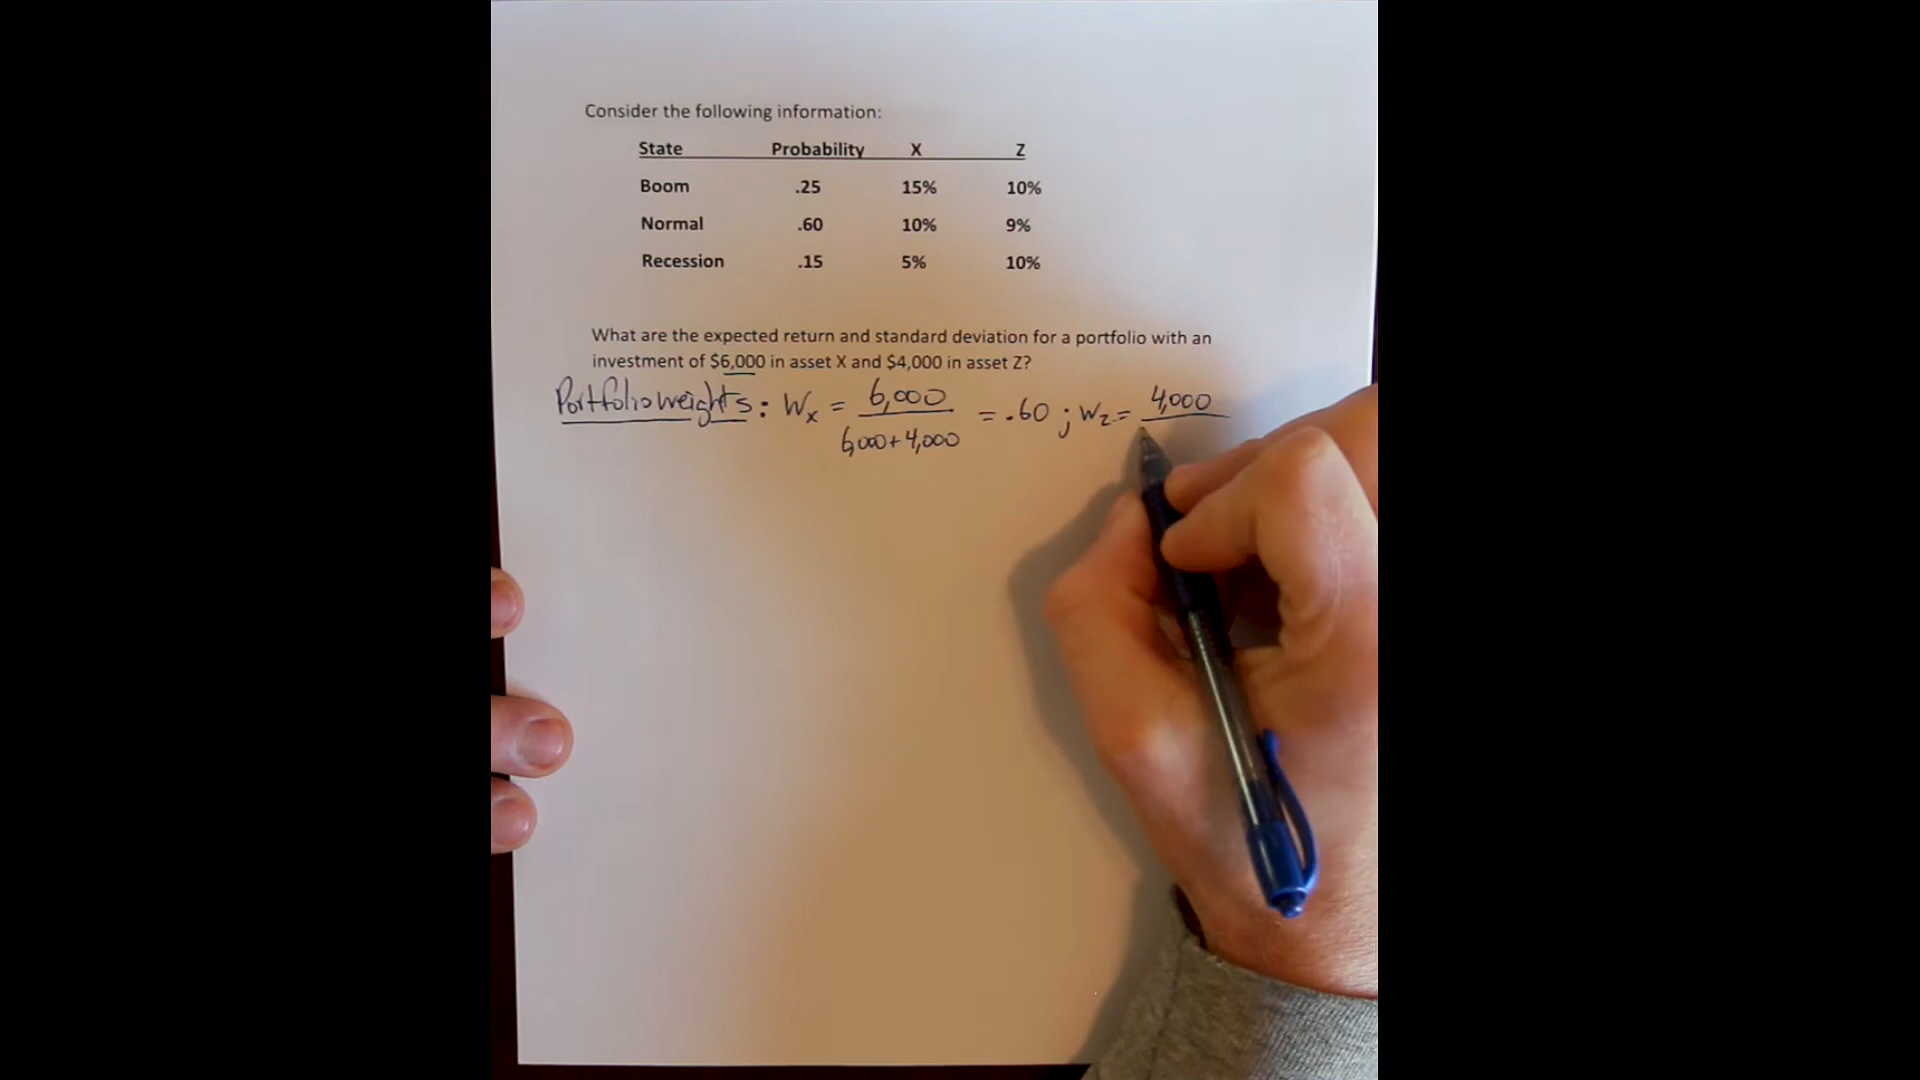 Consider the following information:
State Probability X Z
Boom .25 15% 10%
Normal .60 10% 9%
Recession .15 5% 10%
What are the expected return and standard deviation for a portfolio with an
investment of $6,000 in asset X and $4,000 in asset Z?
Portfolio weights: Wx = 6,000 / 6,000+4,000 = .60 ; Wz = 4,000